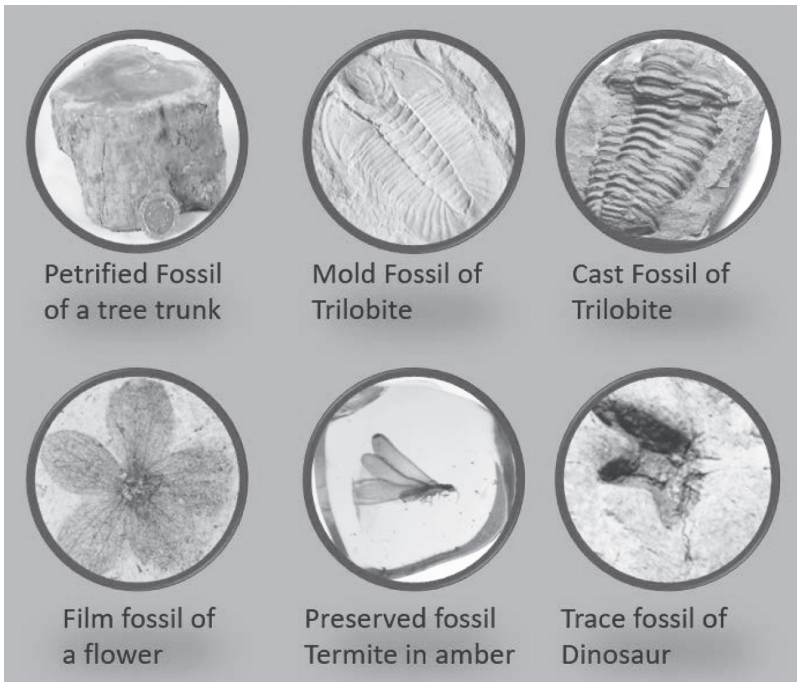 Petrified Fossil
of a tree trunk
Mold Fossil of
Trilobite
Cast Fossil of
Trilobite
Film fossil of
a flower
Preserved fossil
Termite in amber
Trace fossil of
Dinosaur